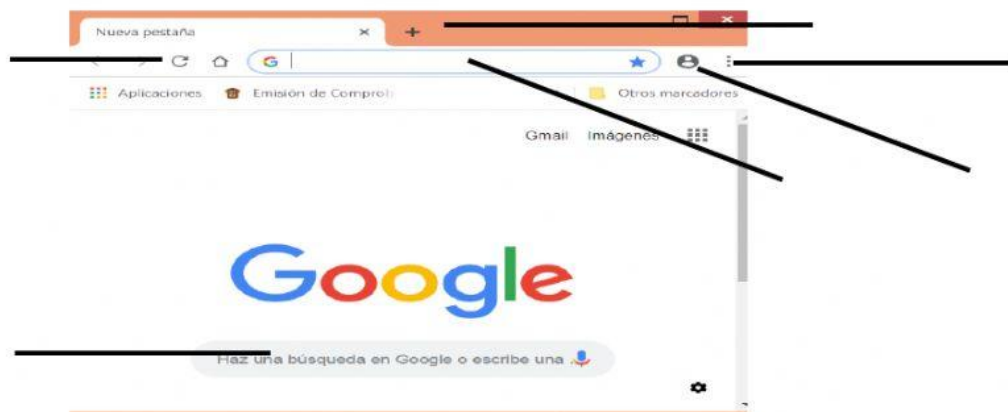 Nueva pestaña
G
Aplicaciones Emisión de Comprob Otros marcadores
Gmail Imágenes
Google
Haz una búsqueda en Google o escribe una